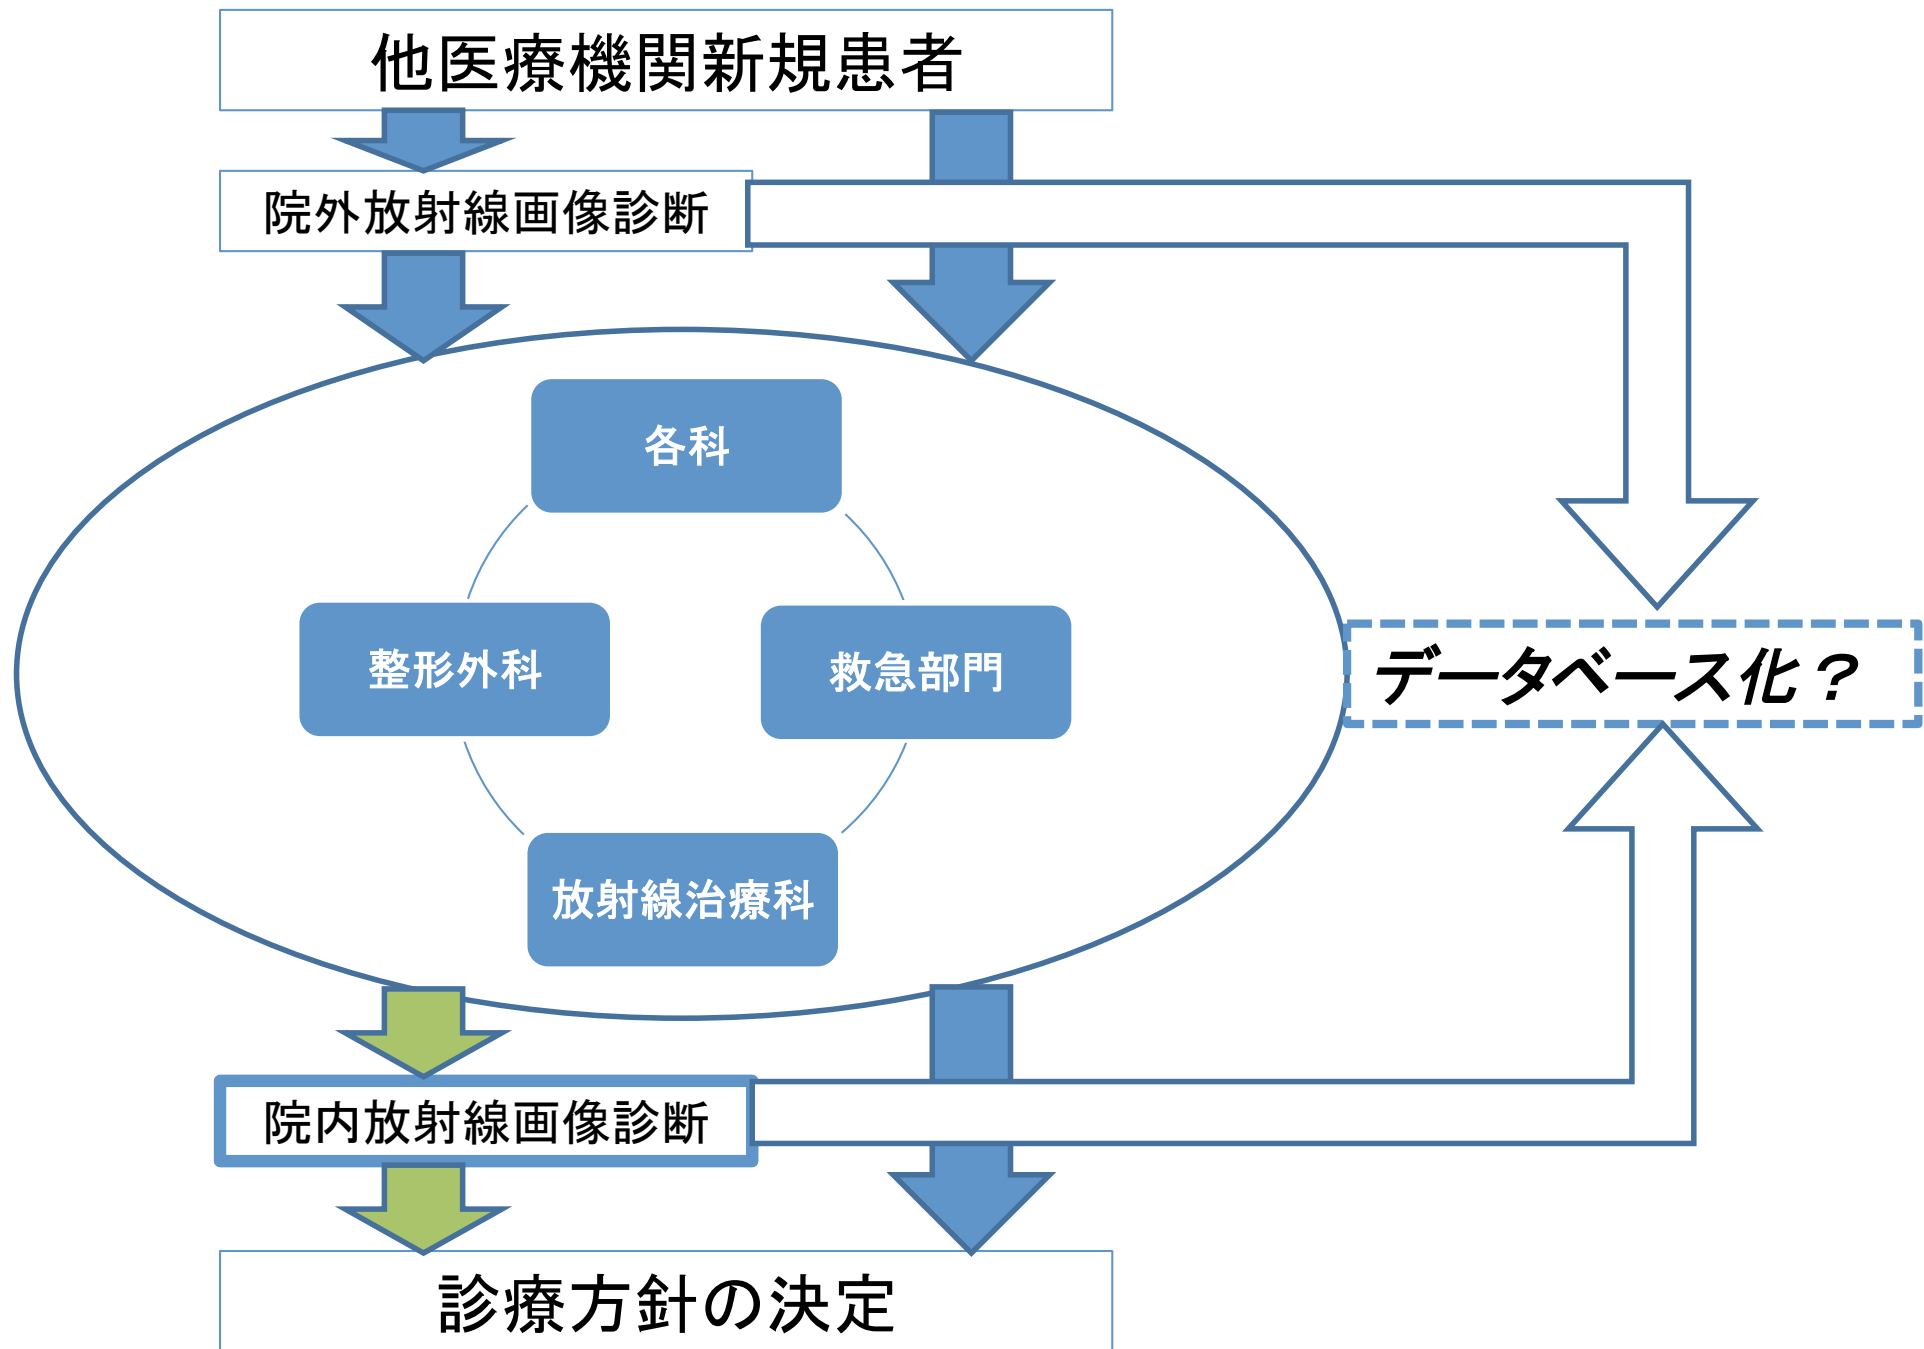 他医療機関新規患者
院外放射線画像診断
各科
整形外科
救急部門
データベース化？
放射線治療科
院内放射線画像診断
診療方針の決定